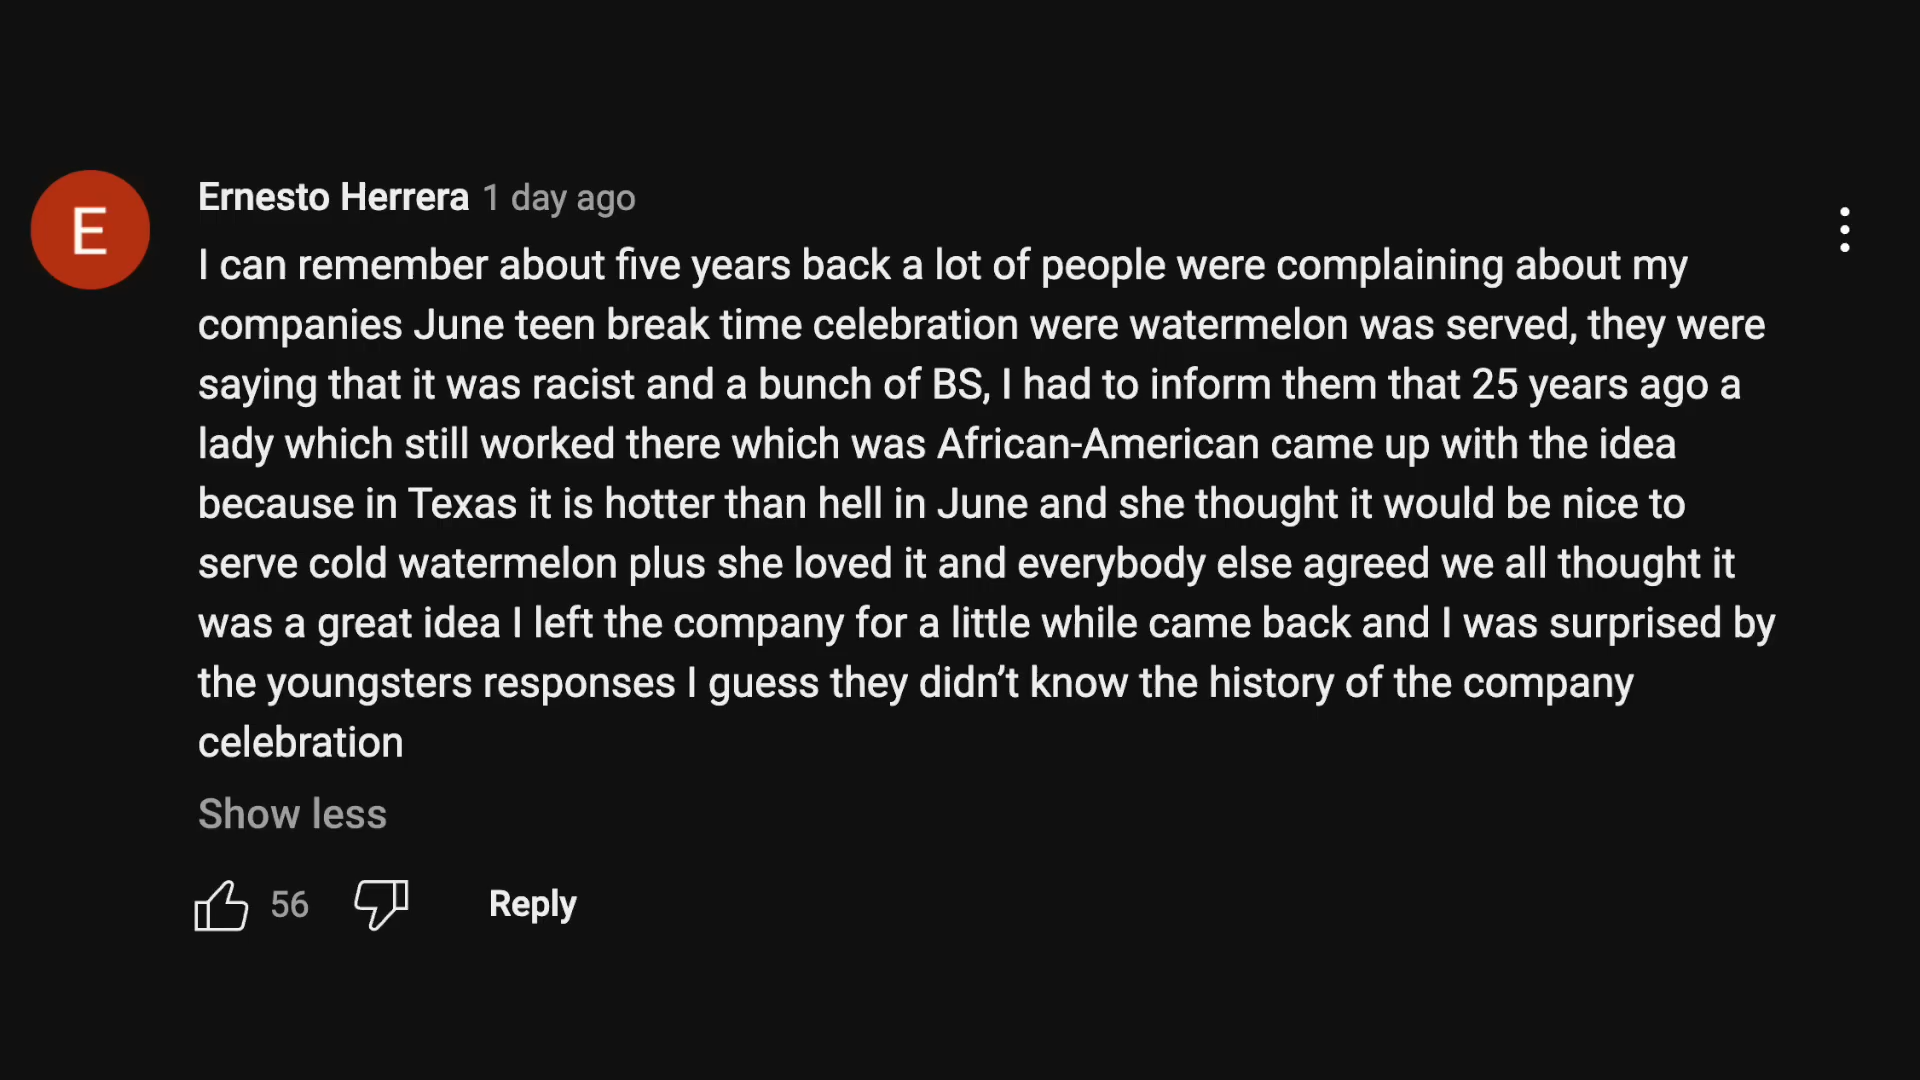 E
Ernesto Herrera 1 day ago
I can remember about five years back a lot of people were complaining about my
companies June teen break time celebration were watermelon was served, they were
saying that it was racist and a bunch of BS, I had to inform them that 25 years ago a
lady which still worked there which was African-American came up with the idea
because in Texas it is hotter than hell in June and she thought it would be nice to
serve cold watermelon plus she loved it and everybody else agreed we all thought it
was a great idea I left the company for a little while came back and I was surprised by
the youngsters responses I guess they didn’t know the history of the company
celebration
Show less
56 Reply